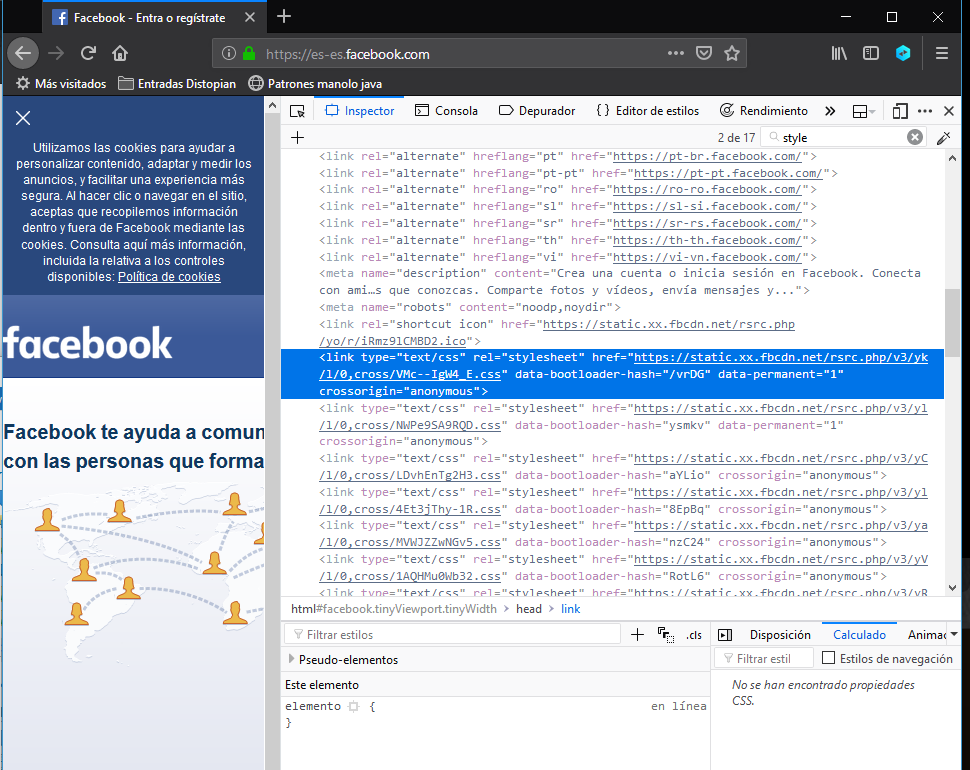 Facebook - Entra o regístrate
https://es-es.facebook.com
Más visitados
Entradas Distopian
Patrones manolo java
Utilizamos las cookies para ayudar a
personalizar contenido, adaptar y medir los
anuncios, y facilitar una experiencia más
segura. Al hacer clic o navegar en el sitio,
aceptas que recopilemos información
dentro y fuera de Facebook mediante las
cookies. Consulta aquí más información,
incluida la relativa a los controles
disponibles: Política de cookies
facebook
Facebook te ayuda a comun
con las personas que forma
Inspector
Consola
Depurador
{} Editor de estilos
Rendimiento
2 de 17
style
<link rel="alternate" hreflang="pt" href="https://pt-br.facebook.com/">
<link rel="alternate" hreflang="pt-pt" href="https://pt-pt.facebook.com/">
<link rel="alternate" hreflang="ro" href="https://ro-ro.facebook.com/">
<link rel="alternate" hreflang="sl" href="https://sl-si.facebook.com/">
<link rel="alternate" hreflang="sr" href="https://sr-rs.facebook.com/">
<link rel="alternate" hreflang="th" href="https://th-th.facebook.com/">
<link rel="alternate" hreflang="vi" href="https://vi-vn.facebook.com/">
<meta name="description" content="Crea una cuenta o inicia sesión en Facebook. Conecta
con ami…s que conozcas. Comparte fotos y vídeos, envía mensajes y...">
<meta name="robots" content="noodp,noydir">
<link rel="shortcut icon" href="https://static.xx.fbcdn.net/rsrc.php
/yo/r/iRmz9lCMBD2.ico">
<link type="text/css" rel="stylesheet" href="https://static.xx.fbcdn.net/rsrc.php/v3/yk
/l/0,cross/VMc--IgW4_E.css" data-bootloader-hash="/vrDG" data-permanent="1"
crossorigin="anonymous">
<link type="text/css" rel="stylesheet" href="https://static.xx.fbcdn.net/rsrc.php/v3/yl
/l/0,cross/NWPe9SA9RQD.css" data-bootloader-hash="ysmkv" data-permanent="1"
crossorigin="anonymous">
<link type="text/css" rel="stylesheet" href="https://static.xx.fbcdn.net/rsrc.php/v3/yC
/l/0,cross/LDvhEnTg2H3.css" data-bootloader-hash="aYLio" crossorigin="anonymous">
<link type="text/css" rel="stylesheet" href="https://static.xx.fbcdn.net/rsrc.php/v3/yl
/l/0,cross/4Et3jThy-1R.css" data-bootloader-hash="8EpBq" crossorigin="anonymous">
<link type="text/css" rel="stylesheet" href="https://static.xx.fbcdn.net/rsrc.php/v3/ya
/l/0,cross/MVWJZZwNGv5.css" data-bootloader-hash="nzC24" crossorigin="anonymous">
<link type="text/css" rel="stylesheet" href="https://static.xx.fbcdn.net/rsrc.php/v3/yV
/l/0,cross/1AQHMu0Wb32.css" data-bootloader-hash="RotL6" crossorigin="anonymous">
<link type="text/css" rel="stylesheet" href="https://static.xx.fbcdn.net/rsrc.php/v3/yR
html#facebook.tinyViewport.tinyWidth > head > link
Filtrar estilos
.cls
Pseudo-elementos
Este elemento
elemento {
en línea
}
Disposición
Calculado
Animac
Filtrar estil
Estilos de navegación
No se han encontrado propiedades
CSS.